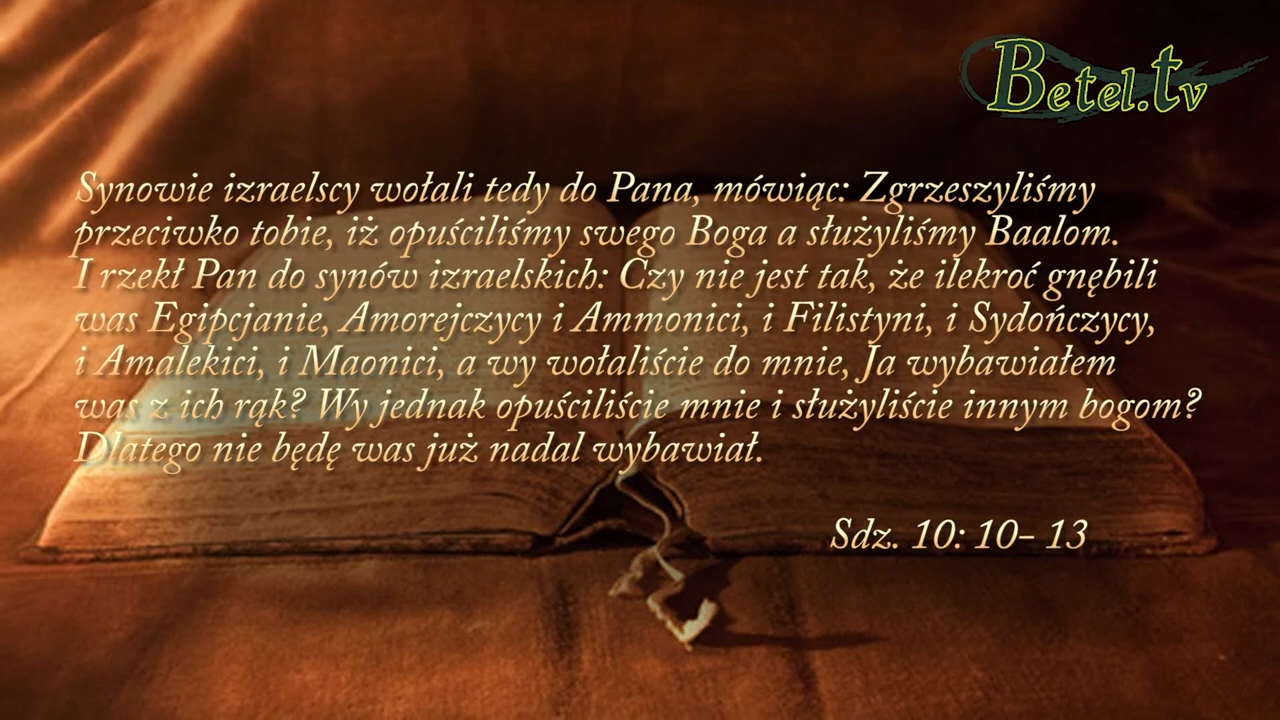 Betel.tv
Synowie izraelscy wołali tedy do Pana, mówiąc: Zgrzeszyliśmy
przeciwko tobie, iż opuściliśmy swego Boga a służyliśmy Baalom.
I rzekł Pan do synów izraelskich: Czy nie jest tak, że ilekroć gnębili
was Egipcjanie, Amorejczycy i Ammonici, i Filistyni, i Sydończycy,
i Amalekici, i Maonici, a wy wołaliście do mnie, Ja wybawiałem
was z ich rąk? Wy jednak opuściliście mnie i służyliście innym bogom?
Dlatego nie będę was już nadal wybawiał.
Sdz. 10: 10- 13